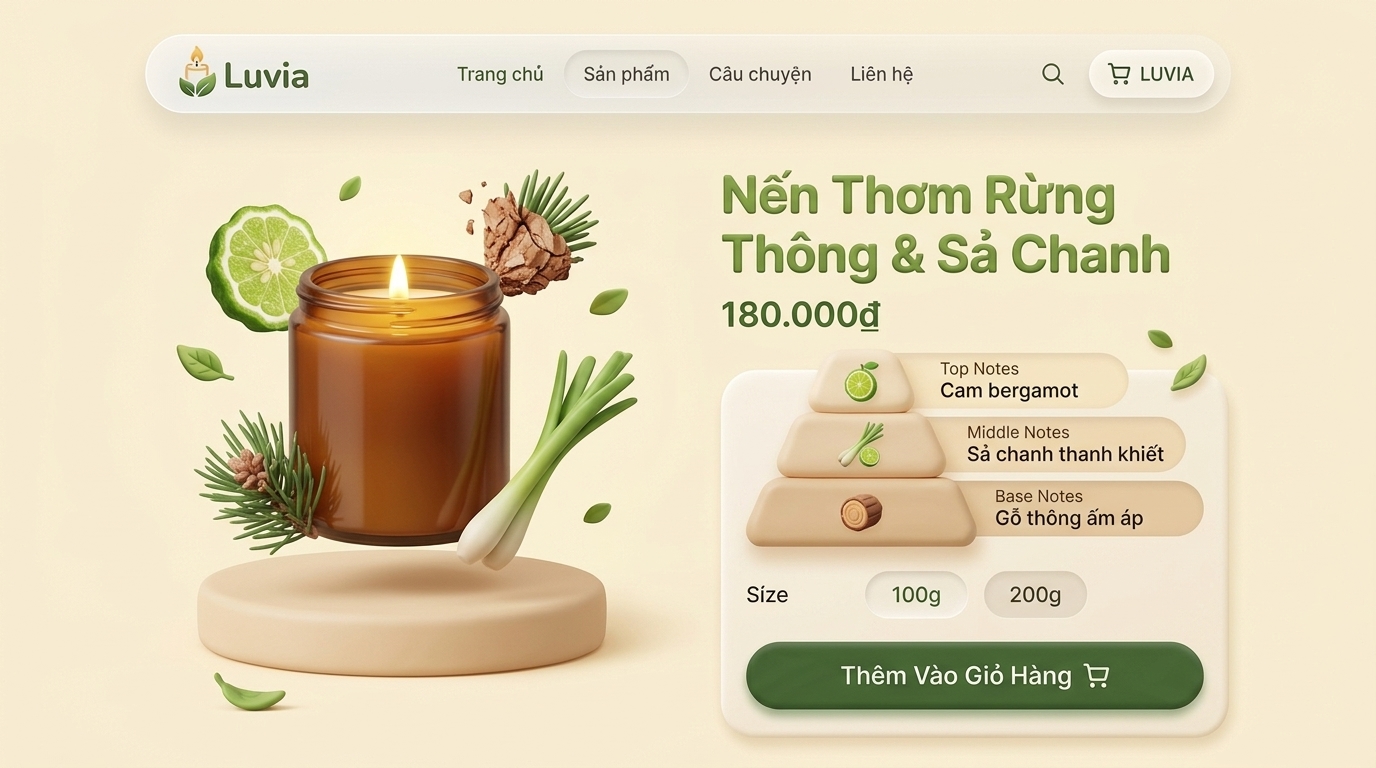 Luvia
Trang chủ
Sản phẩm
Câu chuyện
Liên hệ
LUVIA
Nến Thơm Rừng
Thông & Sả Chanh
180.000₫
Top Notes
Cam bergamot
Middle Notes
Sả chanh thanh khiết
Base Notes
Gỗ thông ấm áp
Síze
100g
200g
Thêm Vào Giỏ Hàng